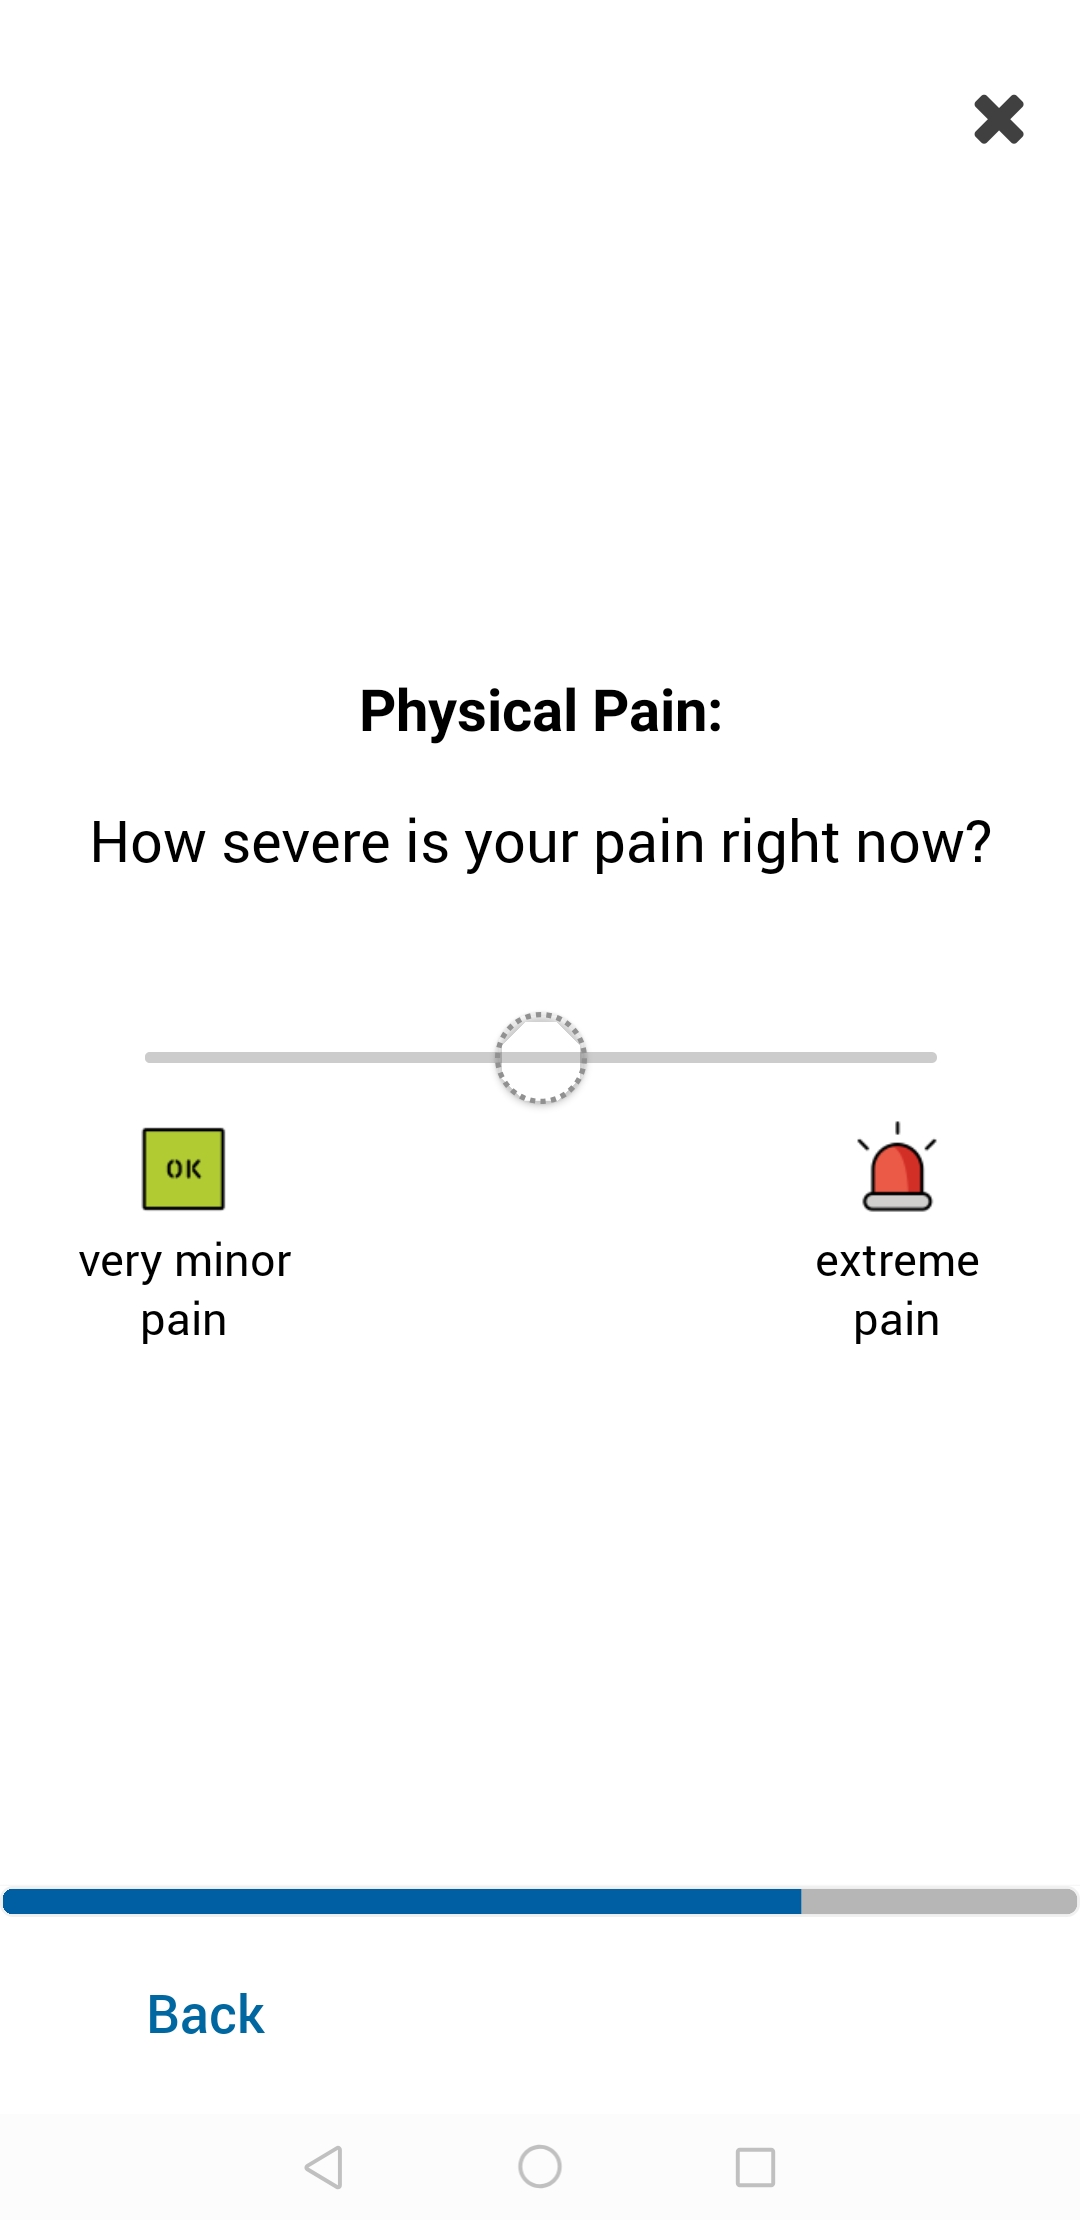 Physical Pain:
How severe is your pain right now?
OK
very minor
pain
extreme
pain
Back